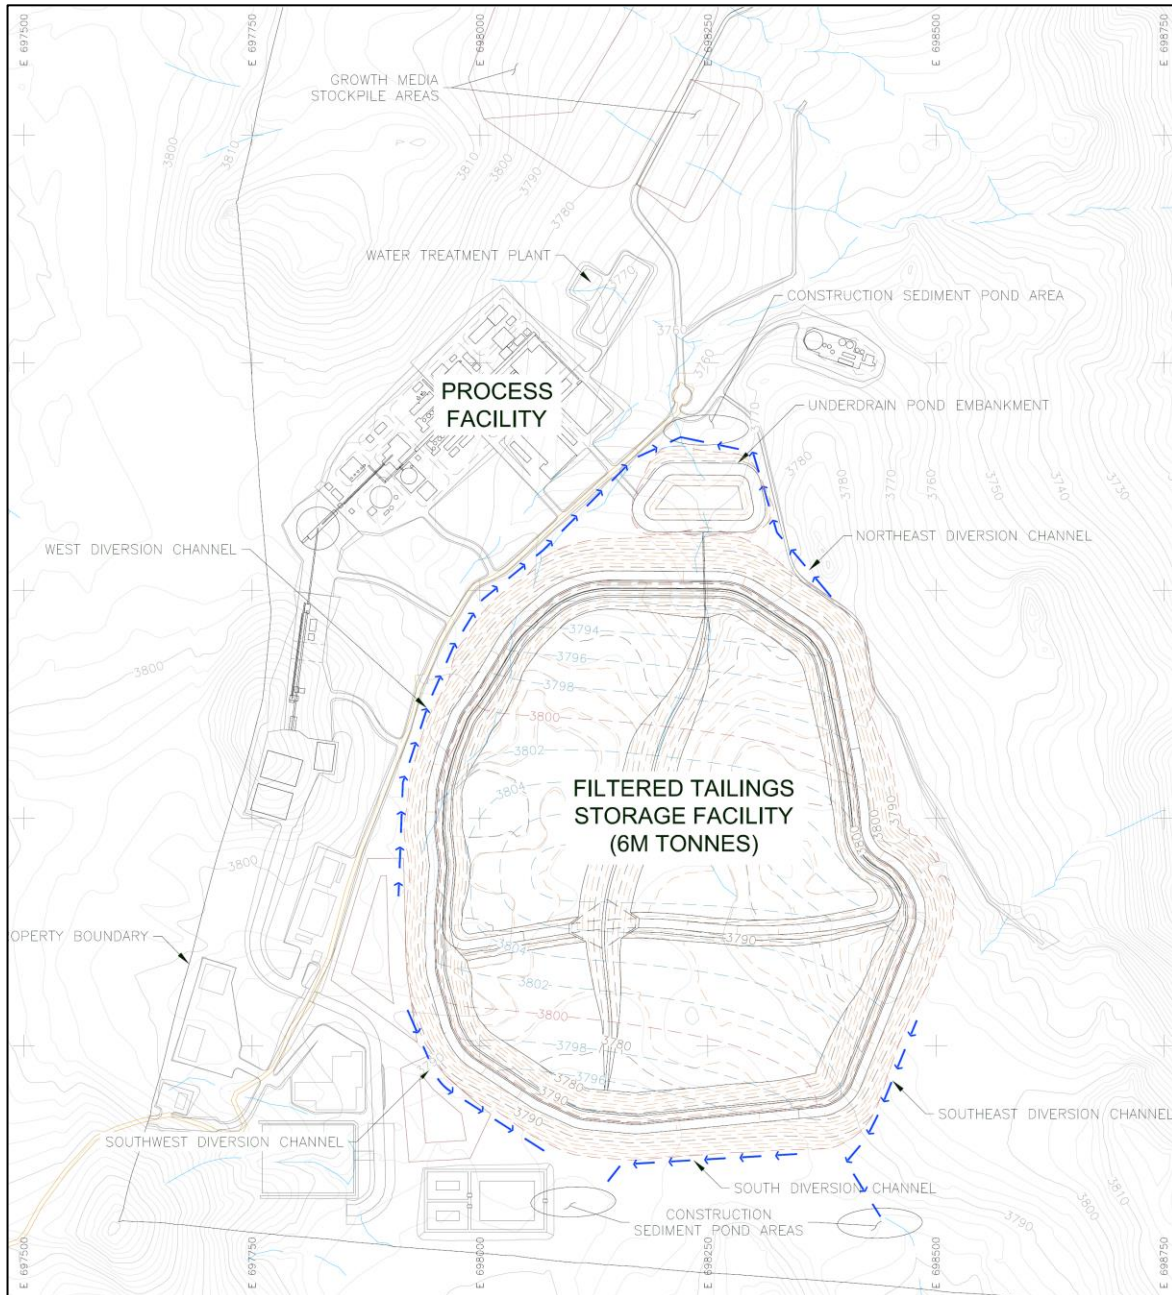 E 697500
E 697750
E 698000
E 698250
E 698500
E 698750
GROWTH MEDIA
STOCKPILE AREAS
3800
3810
3810
3800
3790
3780
WATER TREATMENT PLANT
3770
CONSTRUCTION SEDIMENT POND AREA
3760
3760
3770
PROCESS
FACILITY
UNDERDRAIN POND EMBANKMENT
3780
3780
3770
3760
3750
3740
3730
WEST DIVERSION CHANNEL
NORTHEAST DIVERSION CHANNEL
3794
3796
3798
3800
3802
3804
3800
FILTERED TAILINGS
STORAGE FACILITY
(6M TONNES)
3790
3800
3800
3800
OPERTY BOUNDARY
3790
3804
3802
3800
3798
3780
3796
3780
3790
3790
SOUTHWEST DIVERSION CHANNEL
SOUTHEAST DIVERSION CHANNEL
SOUTH DIVERSION CHANNEL
CONSTRUCTION
SEDIMENT POND AREAS
3790
3800
3810
E 697500
E 697750
E 698000
E 698250
E 698500
E 698750